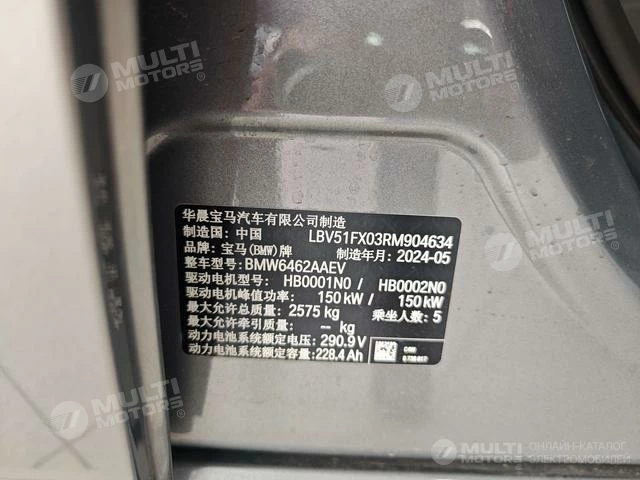 MULTI
MOTORS®
MULTI
MOTORS®
华晨宝马汽车有限公司制造
制造国: 中国 LBV51FX03RM904634
品牌: 宝马(BMW)牌 制造年月: 2024-05
整车型号: BMW6462AAEV
驱动电机型号: HB0001N0 / HB0002N0
驱动电机峰值功率: 150 kW / 150 kW
最大允许总质量: 2575 kg 乘坐人数: 5
最大允许牵引质量: -- kg
动力电池系统额定电压: 290.9 V
动力电池系统额定容量: 228.4 Ah
MULTI
MOTORS®
MULTI
MOTORS
ОНЛАЙН-КАТАЛОГ
ЭЛЕКТРОМОБИЛЕЙ